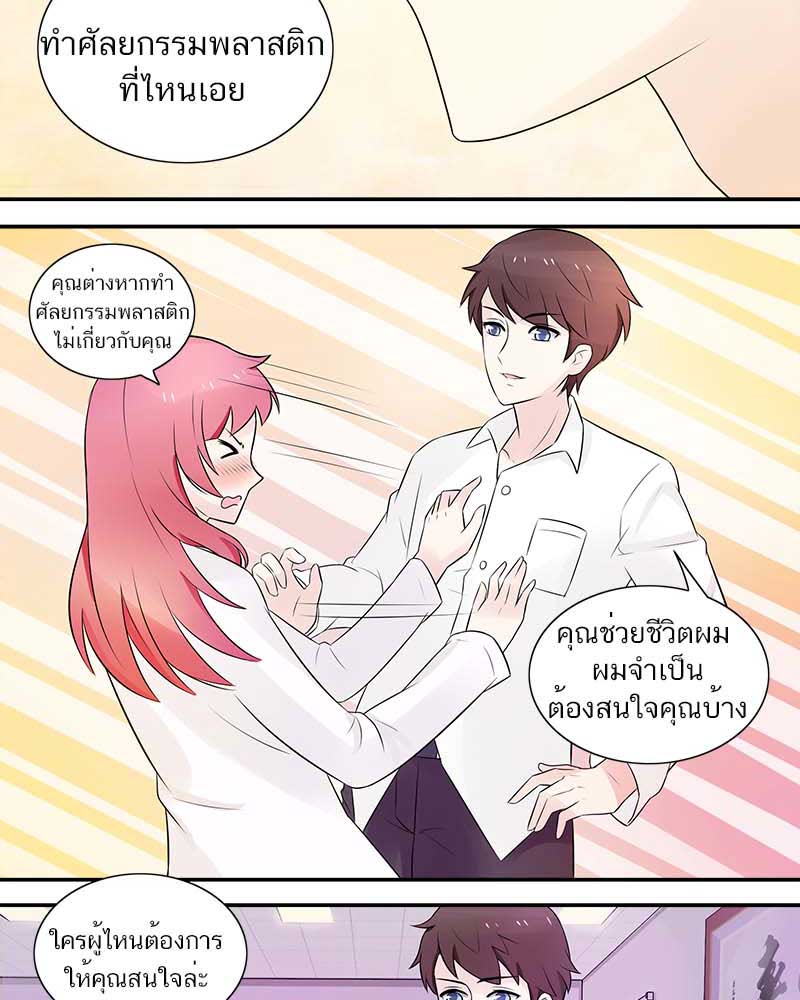 ทำศัลยกรรมพลาสติก
ที่ไหนเอย
คุณต่างหากทำ
ศัลยกรรมพลาสติก
ไม่เกี่ยวกับคุณ
คุณช่วยชีวิตผม
ผมจำเป็น
ต้องสนใจคุณบ้าง
ใครผู้ไหนต้องการ
ให้คุณสนใจล่ะ